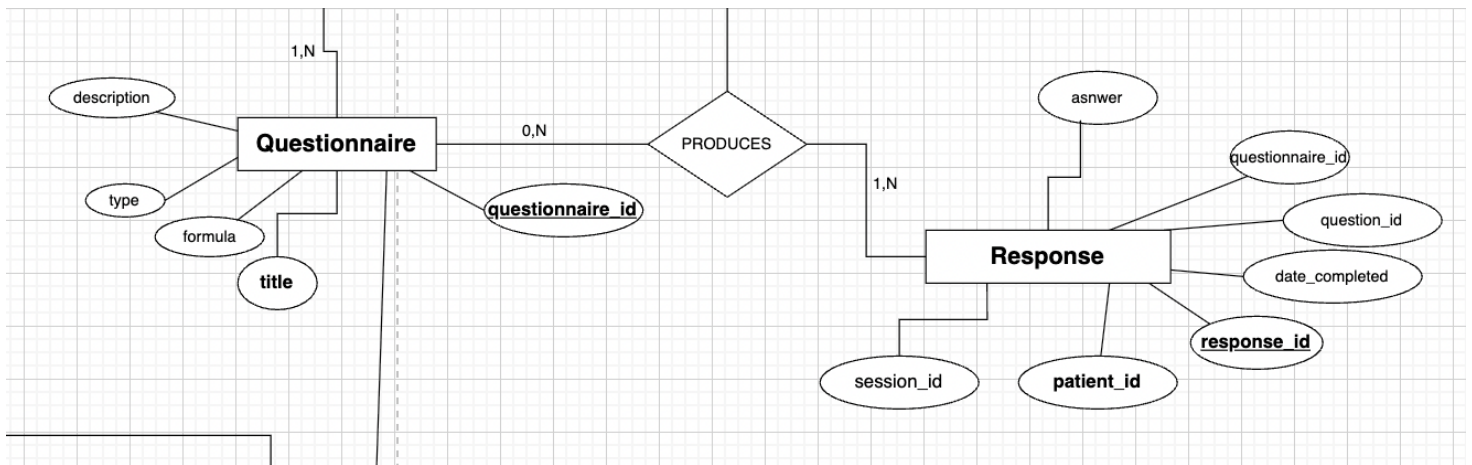 1,N
description
asnwer
Questionnaire
0,N
PRODUCES
questionnaire_id
1,N
type
questionnaire_id
question_id
formula
Response
title
date_completed
response_id
session_id
patient_id